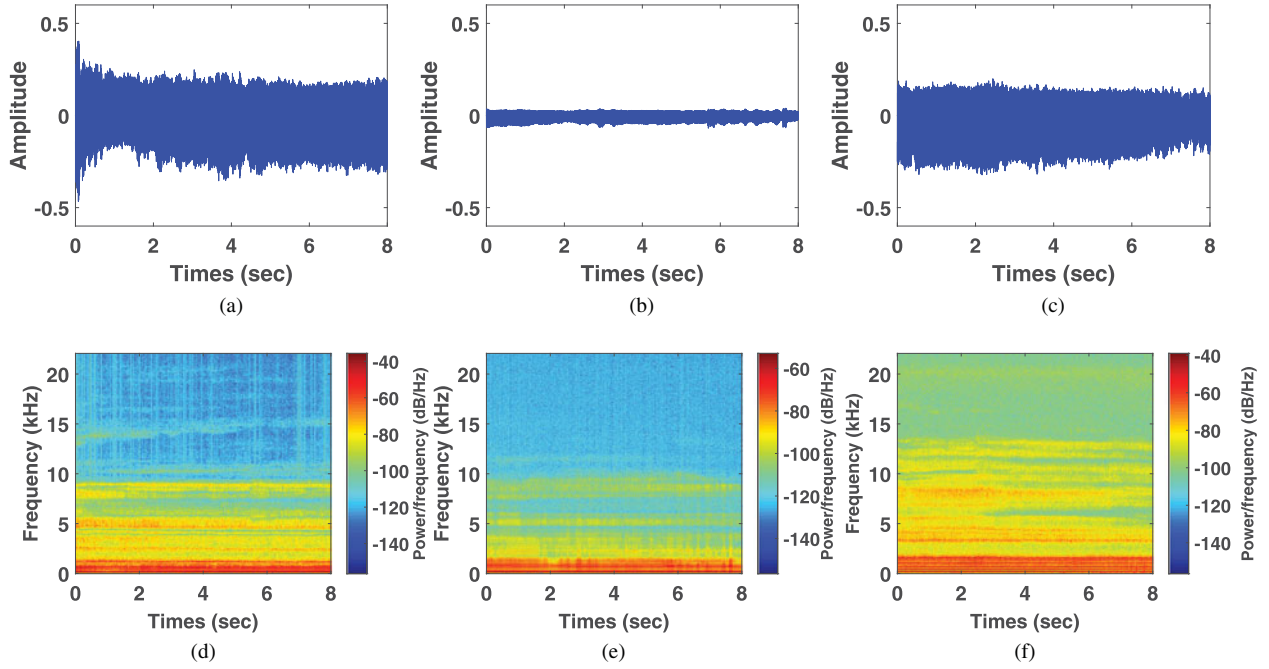 0.5
0
-0.5
Amplitude
0 2 4 6 8
Times (sec)
(a)
0.5
0
-0.5
Amplitude
0 2 4 6 8
Times (sec)
(b)
0.5
0
-0.5
Amplitude
0 2 4 6 8
Times (sec)
(c)
20
15
10
5
0
Frequency (kHz)
0 2 4 6 8
Times (sec)
-40
-60
-80
-100
-120
-140
Power/frequency (dB/Hz)
(d)
20
15
10
5
0
Frequency (kHz)
0 2 4 6 8
Times (sec)
-60
-80
-100
-120
-140
Power/frequency (dB/Hz)
(e)
20
15
10
5
0
Frequency (kHz)
0 2 4 6 8
Times (sec)
-40
-60
-80
-100
-120
-140
Power/frequency (dB/Hz)
(f)